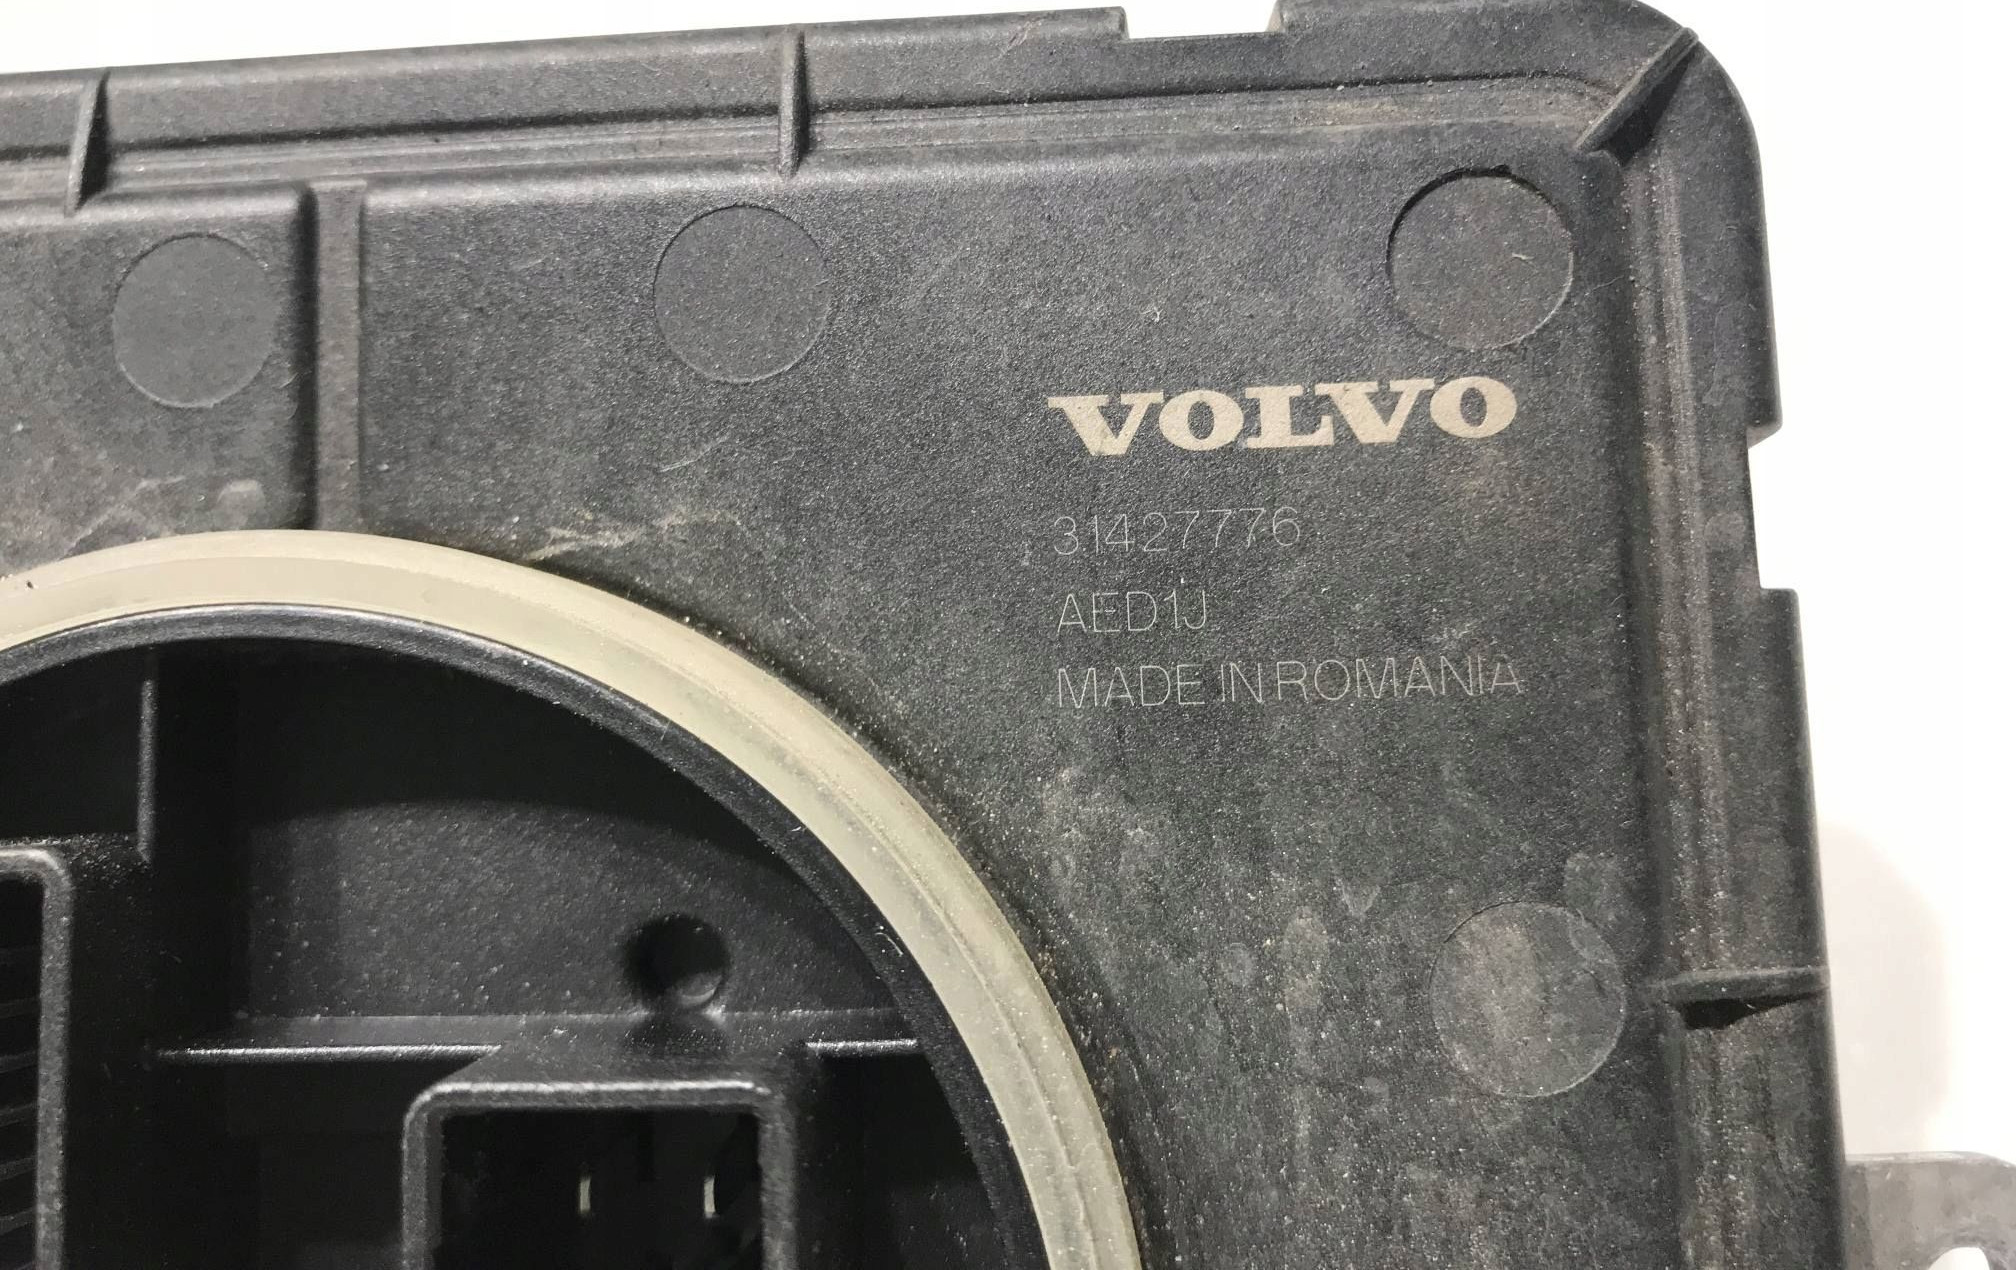 VOLVO
31427776
AED1J
MADE IN ROMANIA